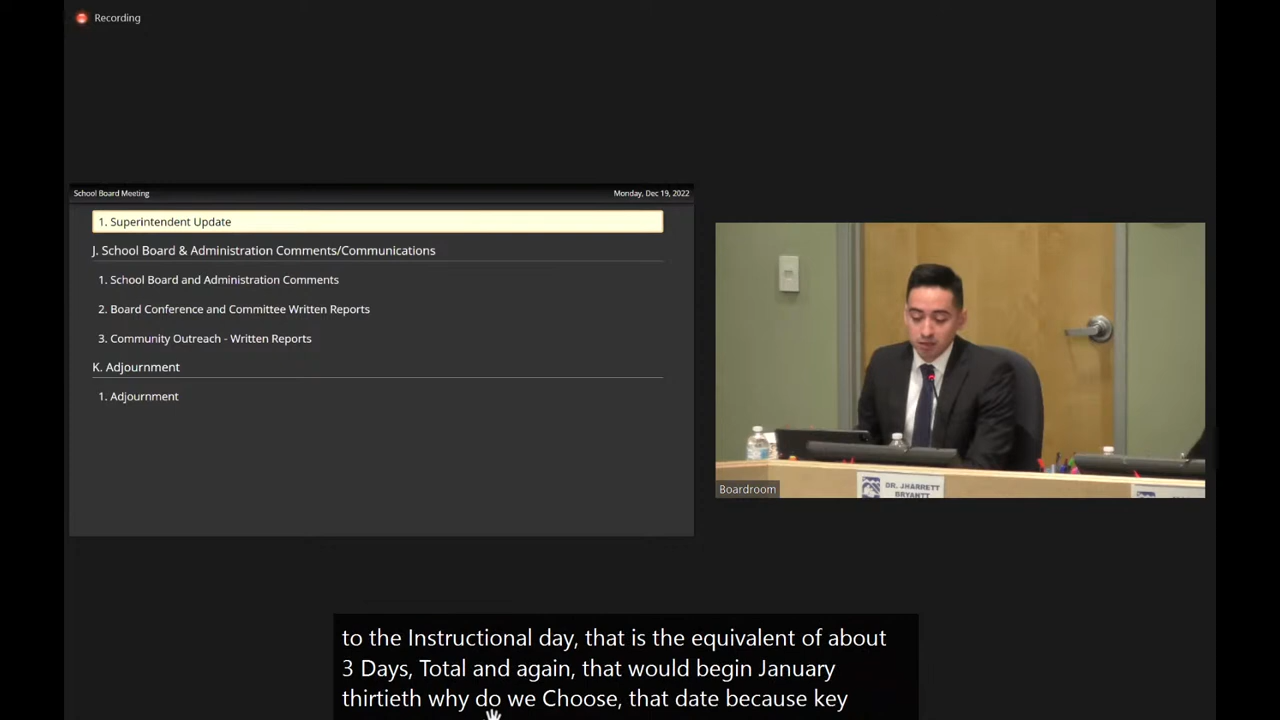 Recording
School Board Meeting
Monday, Dec 19, 2022
1. Superintendent Update
J. School Board & Administration Comments/Communications
1. School Board and Administration Comments
2. Board Conference and Committee Written Reports
3. Community Outreach - Written Reports
K. Adjournment
1. Adjournment
Boardroom
DR. JHARRETT
BRYANTT
to the Instructional day, that is the equivalent of about
3 Days, Total and again, that would begin January
thirtieth why do we Choose, that date because key